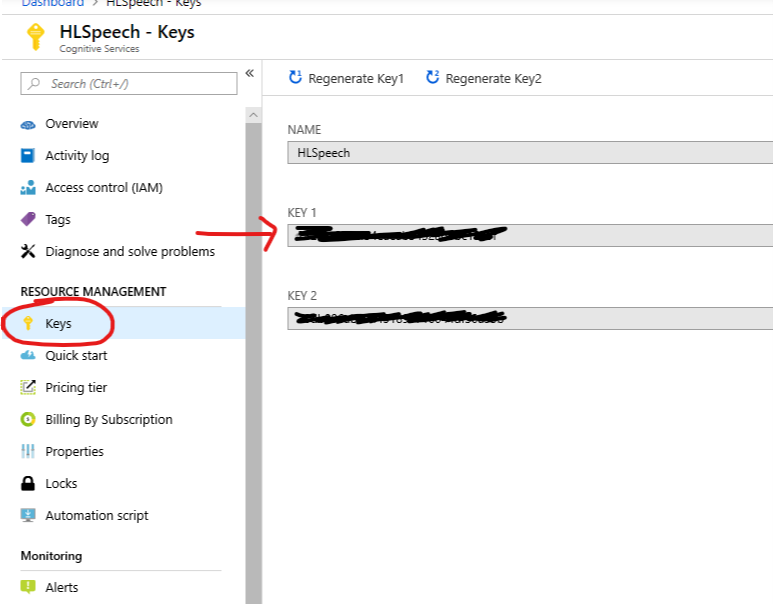 Dashboard > HLSpeech - Keys
HLSpeech - Keys
Cognitive Services
Search (Ctrl+/)
«
Regenerate Key1
Regenerate Key2
Overview
Activity log
Access control (IAM)
Tags
Diagnose and solve problems
RESOURCE MANAGEMENT
Keys
Quick start
Pricing tier
Billing By Subscription
Properties
Locks
Automation script
Monitoring
Alerts
NAME
HLSpeech
KEY 1
KEY 2